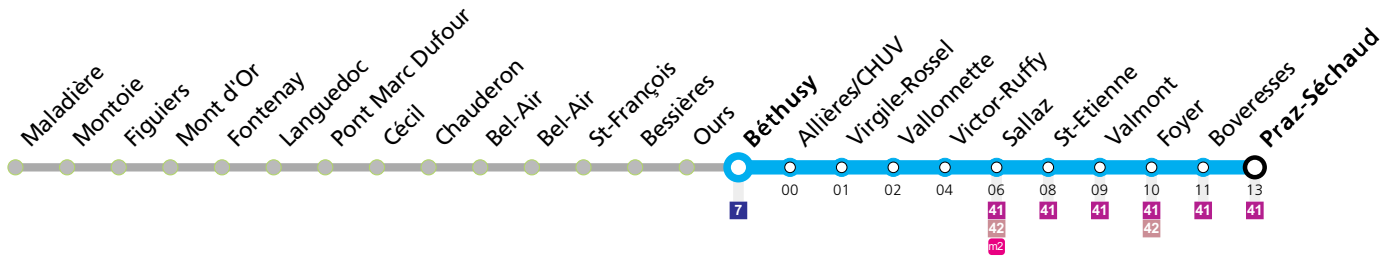 Maladière
Montoie
Figuiers
Mont d'Or
Fontenay
Languedoc
Pont Marc Dufour
Cécil
Chauderon
Bel-Air
Bel-Air
St-François
Bessières
Ours
Béthusy
Allières/CHUV
Virgile-Rossel
Vallonnette
Victor-Ruffy
Sallaz
St-Etienne
Valmont
Foyer
Boveresses
Praz-Séchaud
00 01 02 04 06 08 09 10 11 13
7 41 41 41 41 41 41
42 42
m2